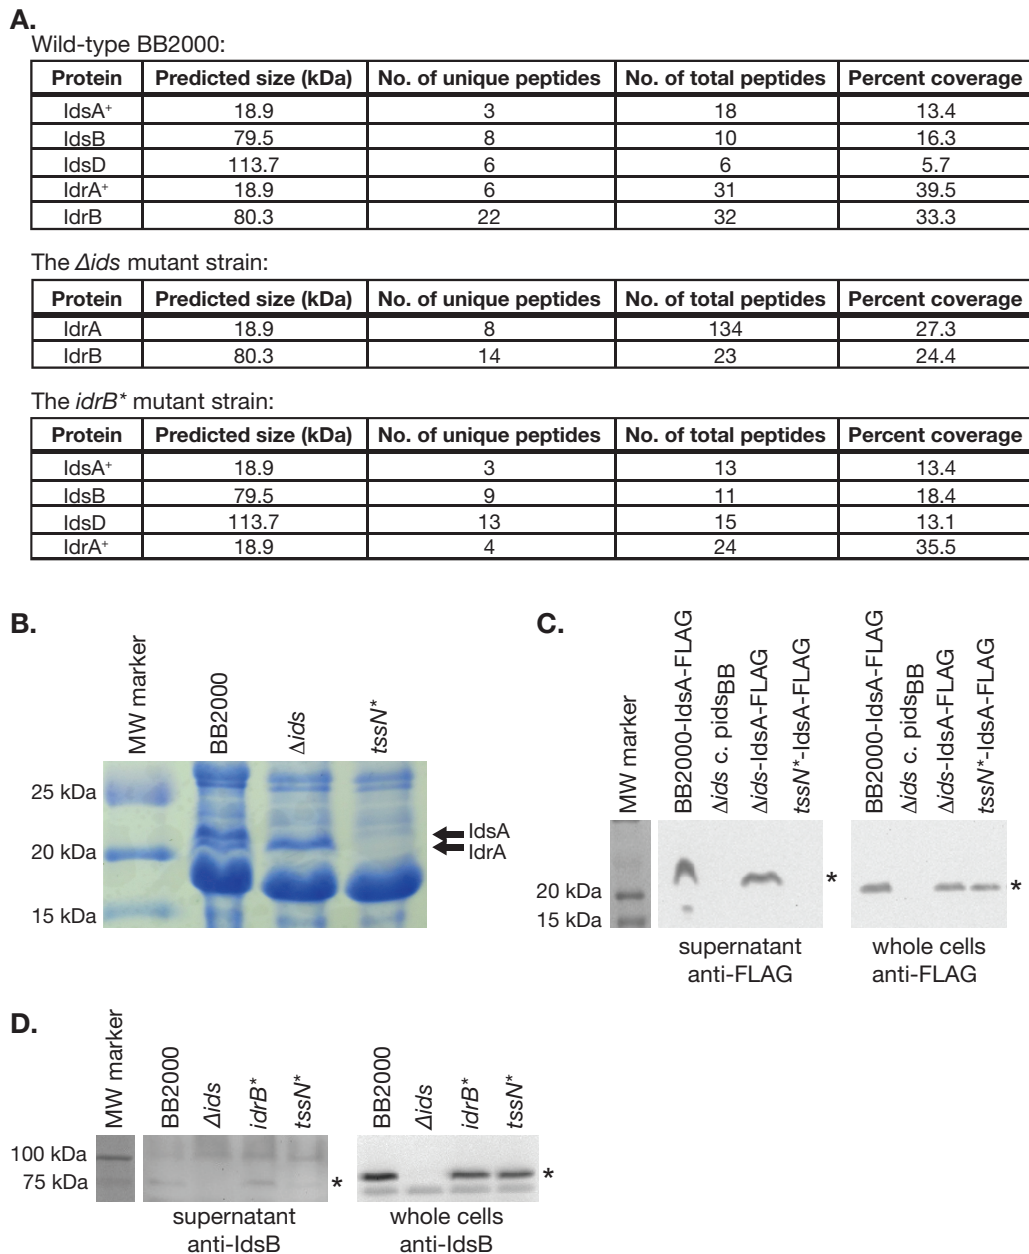 A.
Wild-type BB2000:
Protein Predicted size (kDa) No. of unique peptides No. of total peptides Percent coverage
IdsA+ 18.9 3 18 13.4
IdsB 79.5 8 10 16.3
IdsD 113.7 6 6 5.7
IdrA+ 18.9 6 31 39.5
IdrB 80.3 22 32 33.3
The Δids mutant strain:
Protein Predicted size (kDa) No. of unique peptides No. of total peptides Percent coverage
IdrA 18.9 8 134 27.3
IdrB 80.3 14 23 24.4
The idrB* mutant strain:
Protein Predicted size (kDa) No. of unique peptides No. of total peptides Percent coverage
IdsA+ 18.9 3 13 13.4
IdsB 79.5 9 11 18.4
IdsD 113.7 13 15 13.1
IdrA+ 18.9 4 24 35.5
B.
MW marker
BB2000
Δids
tssN*
25 kDa
20 kDa
15 kDa
IdsA
IdrA
C.
MW marker
BB2000-IdsA-FLAG
Δids c. pidsBB
Δids-IdsA-FLAG
tssN*-IdsA-FLAG
BB2000-IdsA-FLAG
Δids c. pidsBB
Δids-IdsA-FLAG
tssN*-IdsA-FLAG
20 kDa
15 kDa
*
*
supernatant
anti-FLAG
whole cells
anti-FLAG
D.
MW marker
BB2000
Δids
idrB*
tssN*
BB2000
Δids
idrB*
tssN*
100 kDa
75 kDa
*
*
supernatant
anti-IdsB
whole cells
anti-IdsB